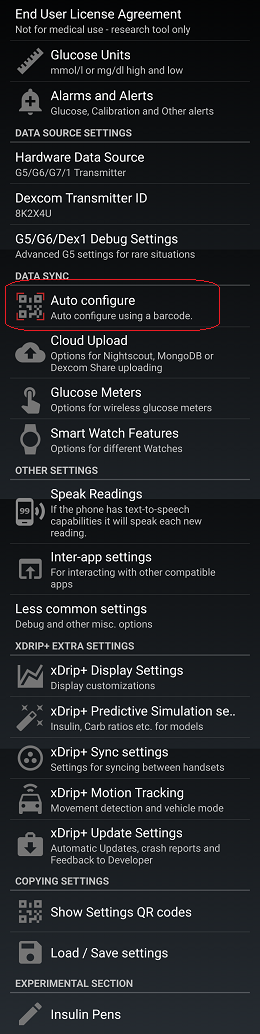 End User License Agreement
Not for medical use - research tool only
Glucose Units
mmol/l or mg/dl high and low
Alarms and Alerts
Glucose, Calibration and Other alerts
DATA SOURCE SETTINGS
Hardware Data Source
G5/G6/G7/1 Transmitter
Dexcom Transmitter ID
8K2X4U
G5/G6/Dex1 Debug Settings
Advanced G5 settings for rare situations
DATA SYNC
Auto configure
Auto configure using a barcode.
Cloud Upload
Options for Nightscout, MongoDB or
Dexcom Share uploading
Glucose Meters
Options for wireless glucose meters
Smart Watch Features
Options for different Watches
OTHER SETTINGS
Speak Readings
99
If the phone has text-to-speech
capabilities it will speak each new
reading.
Inter-app settings
For interacting with other compatible
apps
Less common settings
Debug and other misc. options
XDRIP+ EXTRA SETTINGS
xDrip+ Display Settings
Display customizations
xDrip+ Predictive Simulation se..
Insulin, Carb ratios etc. for models
xDrip+ Sync settings
Settings for syncing between handsets
xDrip+ Motion Tracking
Movement detection and vehicle mode
xDrip+ Update Settings
Automatic Updates, crash reports and
Feedback to Developer
COPYING SETTINGS
Show Settings QR codes
Load / Save settings
EXPERIMENTAL SECTION
Insulin Pens